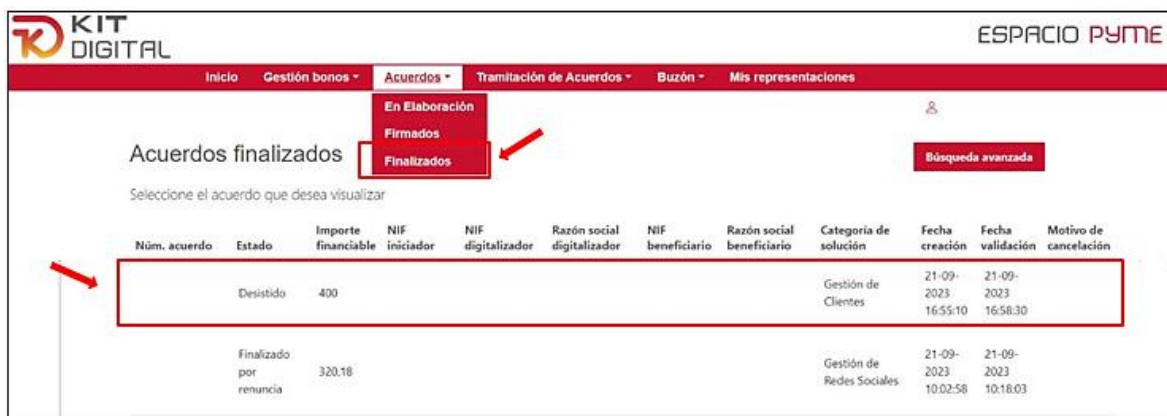 KIT
DIGITAL
ESPACIO PYME
Inicio Gestión bonos Acuerdos Tramitación de Acuerdos Buzón Mis representaciones
En Elaboración
Firmados
Finalizados
Acuerdos finalizados
Búsqueda avanzada
Seleccione el acuerdo que desea visualizar
Importe NIF NIF Razón social NIF Razón social Categoría de Fecha Fecha Motivo de
Núm. acuerdo Estado financiable iniciador digitalizador digitalizador beneficiario beneficiario solución creación validación cancelación
21-09- 21-09-
Desistido 400 Gestión de 2023 2023
Clientes 16:55:10 16:58:30
Finalizado 21-09- 21-09-
por 320,18 Gestión de 2023 2023
renuncia Redes Sociales 10:02:58 10:18:03